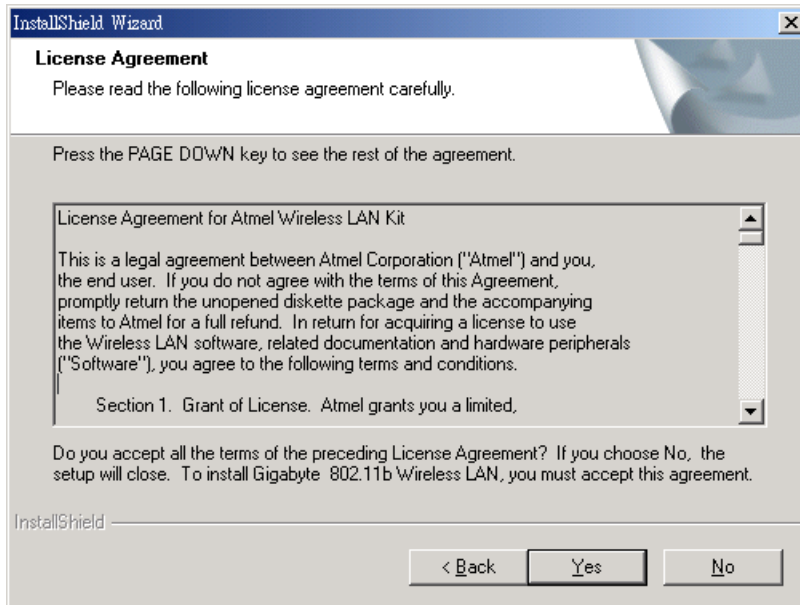 InstallShield Wizard
License Agreement
Please read the following license agreement carefully.
Press the PAGE DOWN key to see the rest of the agreement.
License Agreement for Atmel Wireless LAN Kit
This is a legal agreement between Atmel Corporation ("Atmel") and you,
the end user. If you do not agree with the terms of this Agreement,
promptly return the unopened diskette package and the accompanying
items to Atmel for a full refund. In return for acquiring a license to use
the Wireless LAN software, related documentation and hardware peripherals
("Software"), you agree to the following terms and conditions.
Section 1. Grant of License. Atmel grants you a limited,
Do you accept all the terms of the preceding License Agreement? If you choose No, the
setup will close. To install Gigabyte 802.11b Wireless LAN, you must accept this agreement.
InstallShield
< Back Yes No